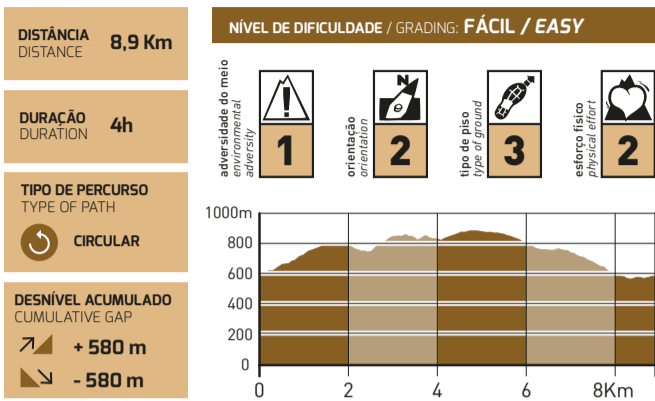 DISTÂNCIA
DISTANCE
8,9 Km
DURAÇÃO
DURATION
4h
TIPO DE PERCURSO
TYPE OF PATH
CIRCULAR
DESNÍVEL ACUMULADO
CUMULATIVE GAP
+ 580 m
- 580 m
NÍVEL DE DIFICULDADE / GRADING: FÁCIL / EASY
adversidade do meio
environmental
adversity
1
orientação
orientation
N
2
tipo de piso
type of ground
3
esforço físico
physical effort
2
1000m
800
600
400
200
0
0 2 4 6 8Km